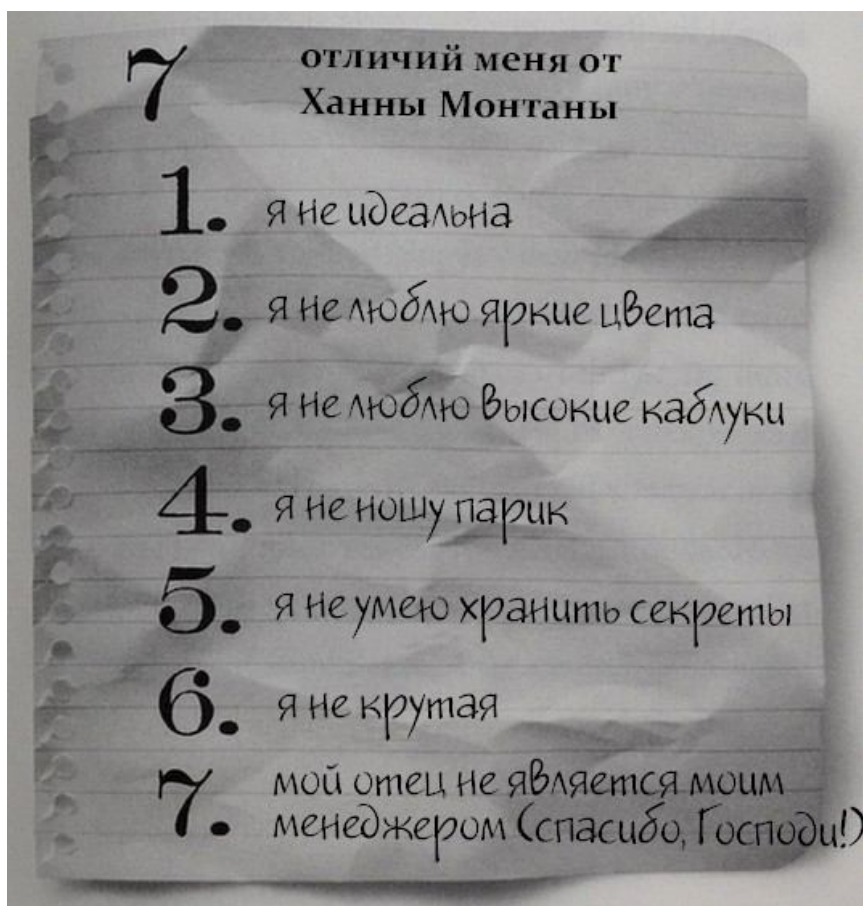 7 отличий меня от
Ханны Монтаны
1. я не идеальна
2. я не люблю яркие цвета
3. я не люблю высокие каблуки
4. я не ношу парик
5. я не умею хранить секреты
6. я не крутая
7. мой отец не является моим
менеджером (спасибо, Господи!)